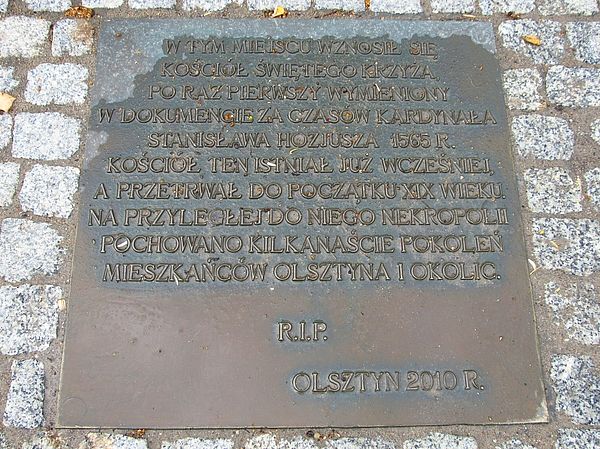 W TYM MIEJSCU WZNOSIŁ SIĘ
KOŚCIÓŁ ŚWIĘTEGO KRZYŻA,
PO RAZ PIERWSZY WYMIENIONY
W DOKUMENCIE ZA CZASÓW KARDYNAŁA
STANISŁAWA HOZJUSZA 1565 R.
KOŚCIÓŁ TEN ISTNIAŁ JUŻ WCZEŚNIEJ,
A PRZETRWAŁ DO POCZĄTKU XIX WIEKU.
NA PRZYLEGŁEJ DO NIEGO NEKROPOLII
POCHOWANO KILKANAŚCIE POKOLEŃ
MIESZKAŃCÓW OLSZTYNA I OKOLIC.
R.I.P.
OLSZTYN 2010 R.